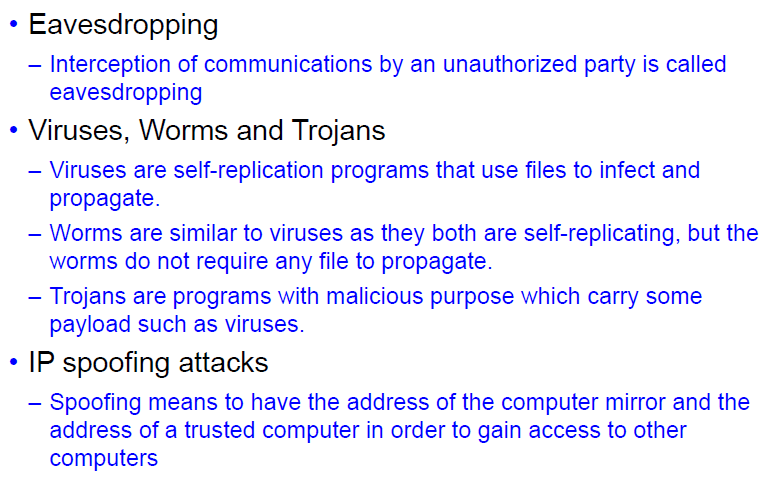 • Eavesdropping
– Interception of communications by an unauthorized party is called
eavesdropping
• Viruses, Worms and Trojans
– Viruses are self-replication programs that use files to infect and
propagate.
– Worms are similar to viruses as they both are self-replicating, but the
worms do not require any file to propagate.
– Trojans are programs with malicious purpose which carry some
payload such as viruses.
• IP spoofing attacks
– Spoofing means to have the address of the computer mirror and the
address of a trusted computer in order to gain access to other
computers